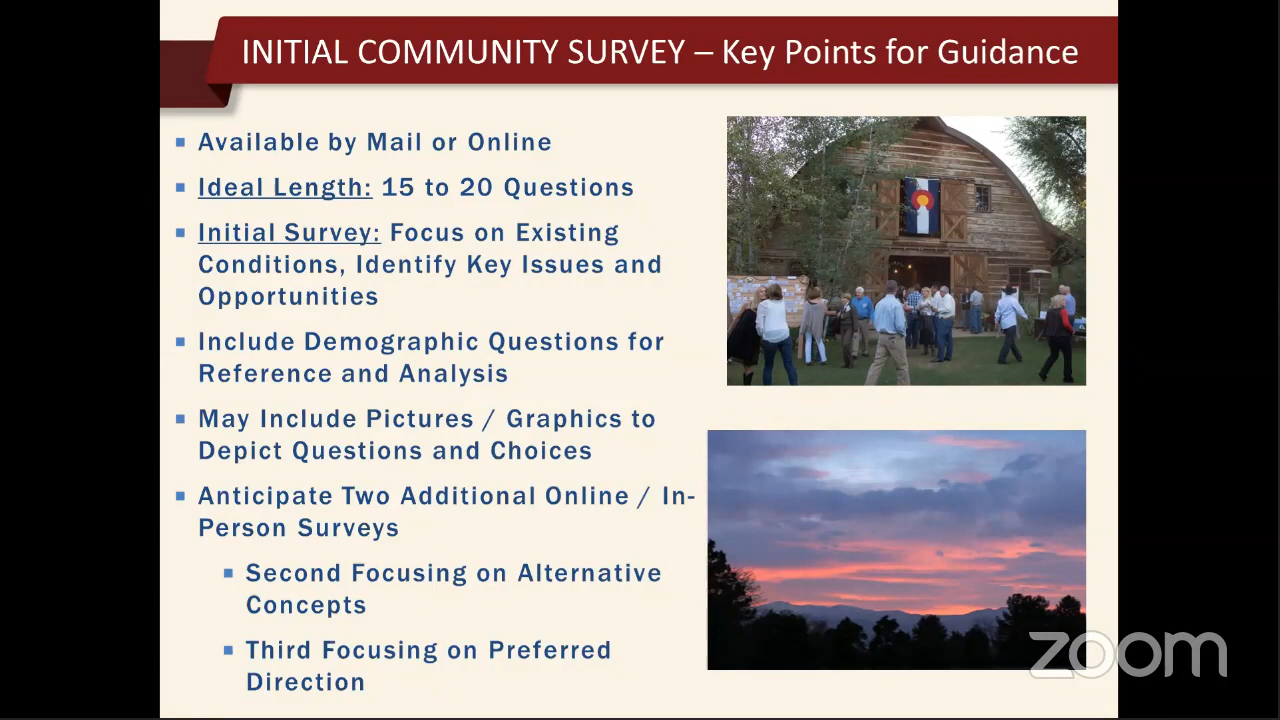 INITIAL COMMUNITY SURVEY – Key Points for Guidance
Available by Mail or Online
Ideal Length: 15 to 20 Questions
Initial Survey: Focus on Existing
Conditions, Identify Key Issues and
Opportunities
Include Demographic Questions for
Reference and Analysis
May Include Pictures / Graphics to
Depict Questions and Choices
Anticipate Two Additional Online / In-
Person Surveys
Second Focusing on Alternative
Concepts
Third Focusing on Preferred
Direction
zoom